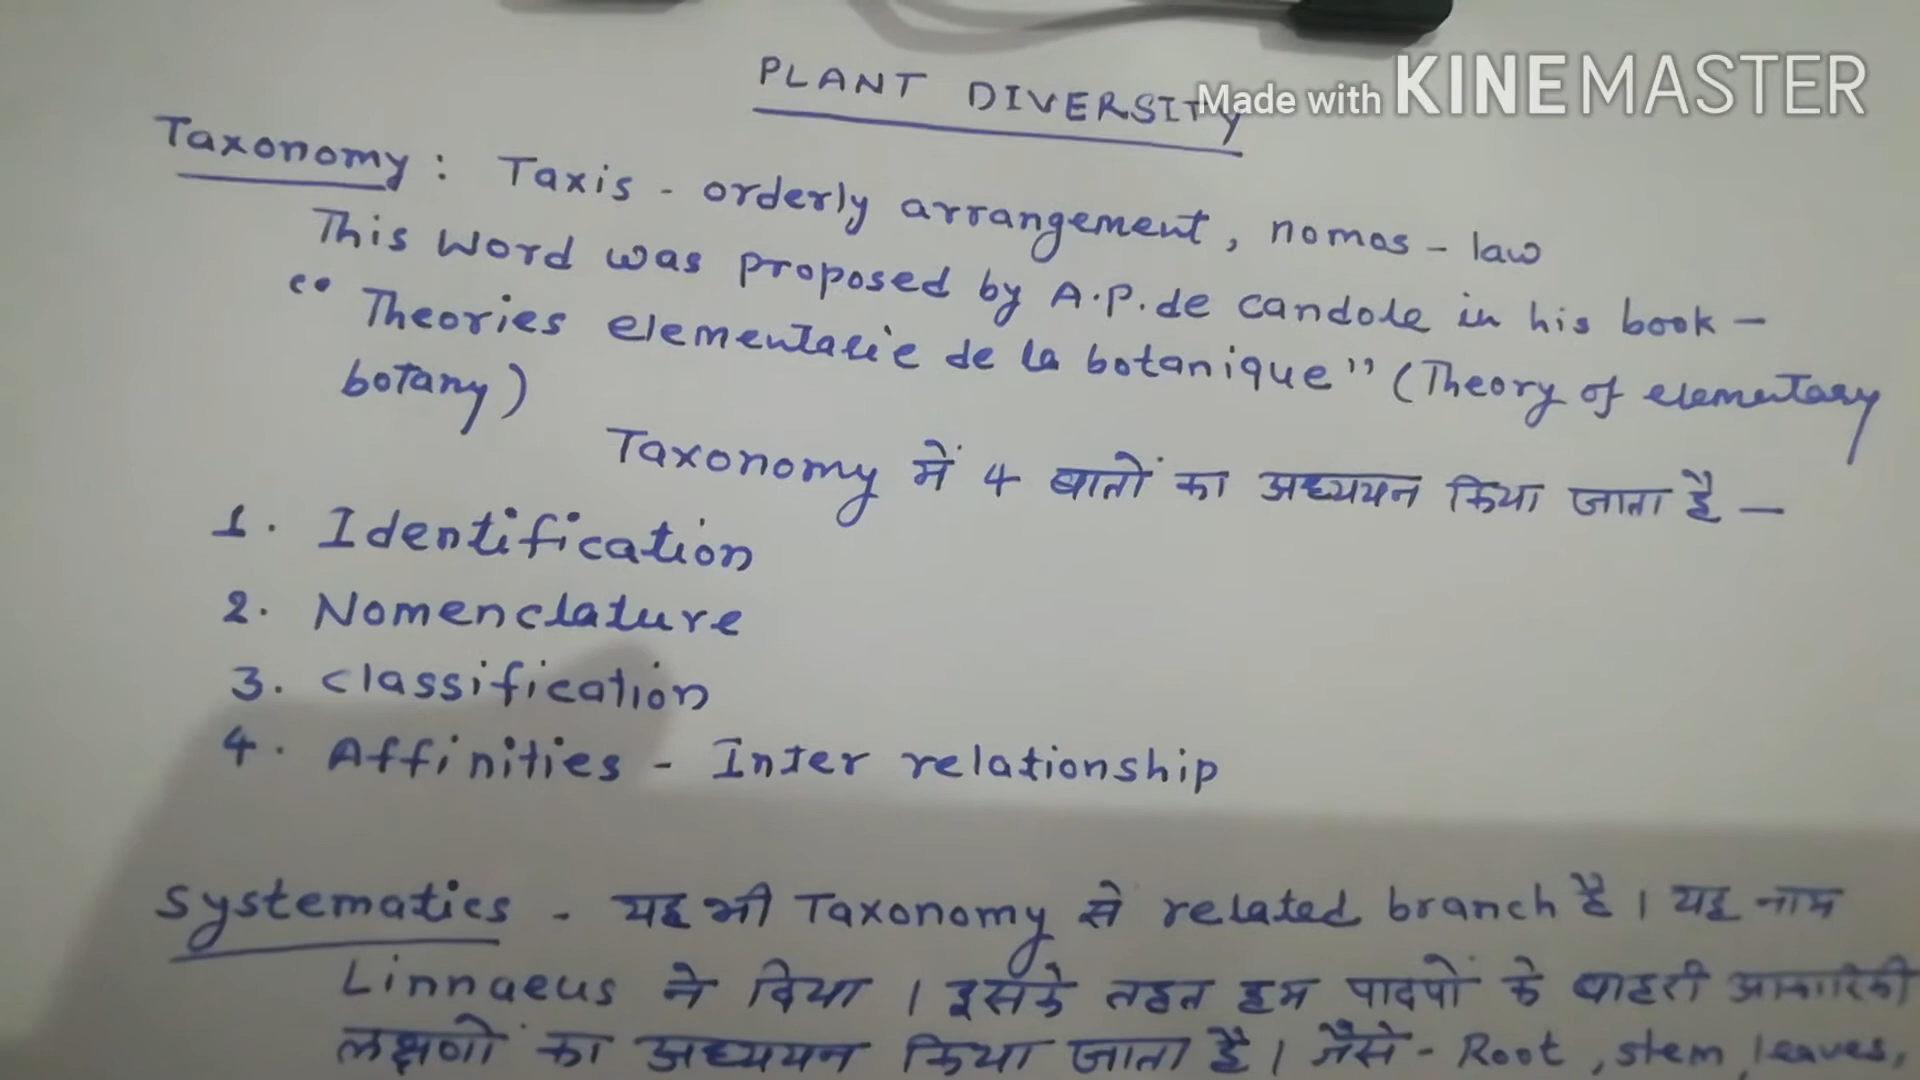 PLANT DIVERSITY
Made with KINEMASTER
Taxonomy : Taxis - orderly arrangement, nomos - law
This word was proposed by A.P. de candole in his book -
" Theories elementarie de la botanique" (Theory of elementary
botany)
Taxonomy में 4 बातों का अध्ययन किया जाता है -
1. Identification
2. Nomenclature
3. classification
4. Affinities - Inter relationship
Systematics - यह भी Taxonomy से related branch है । यह नाम
Linnaeus ने दिया । इसके तहत हम पादपों के बाहरी आकारिकी
लक्षणों का अध्ययन किया जाता है । जैसे - Root, stem, leaves,